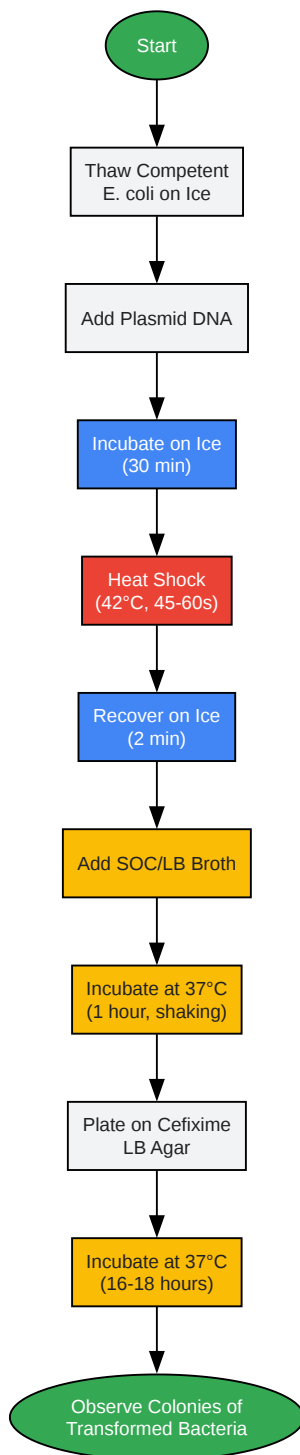 Start
Thaw Competent
E. coli on Ice
Add Plasmid DNA
Incubate on Ice
(30 min)
Heat Shock
(42°C, 45-60s)
Recover on Ice
(2 min)
Add SOC/LB Broth
Incubate at 37°C
(1 hour, shaking)
Plate on Cefixime
LB Agar
Incubate at 37°C
(16-18 hours)
Observe Colonies of
Transformed Bacteria